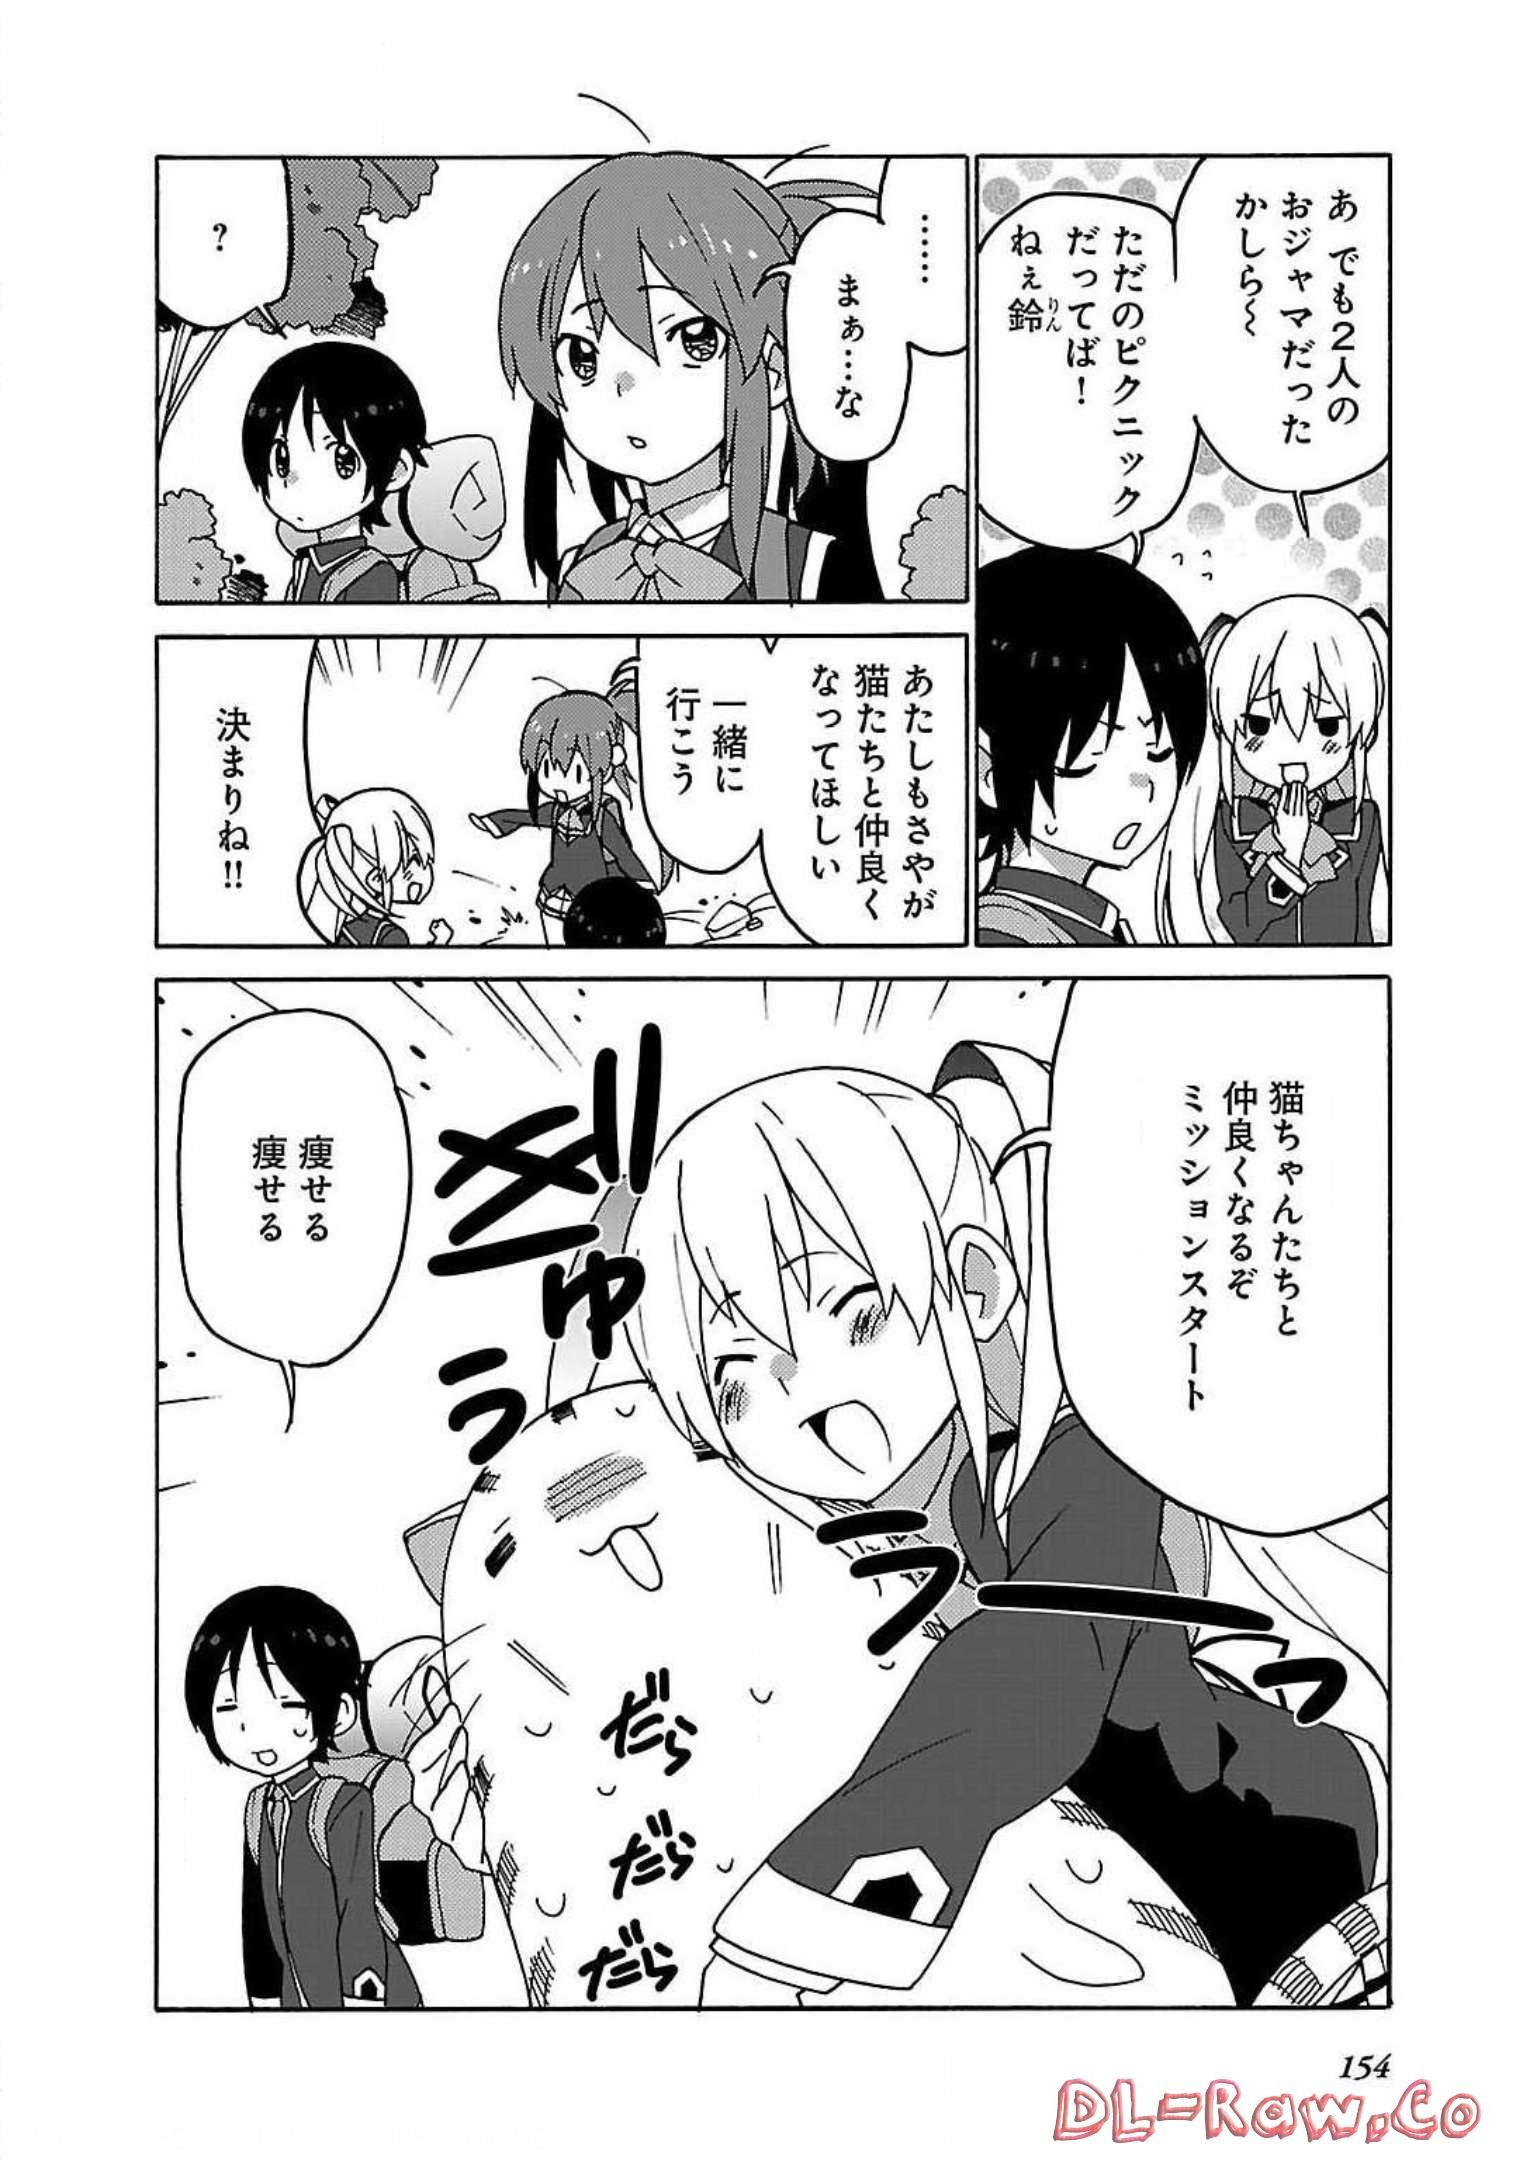 あ でも2人の
おジャマだった
かしら〜
ただのピクニック
だってば!
ねぇ鈴
りん
……
まぁ…な
?
あたしもさやが
猫たちと仲良く
なってほしい
一緒に
行こう
決まりね!!
猫ちゃんたちと
仲良くなるぞ
ミッションスタート
ぎゅうううーっ
だら
だら
だら
痩せる
痩せる
154
DL-Raw.Co